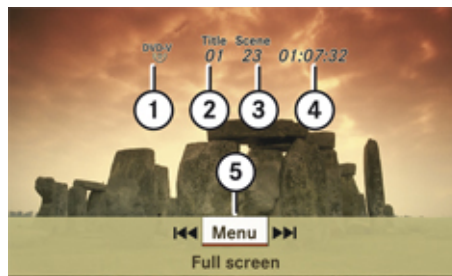 DVD-V
Title Scene
01 23 01:07:32
1 2 3 4
5
Menu
Full screen